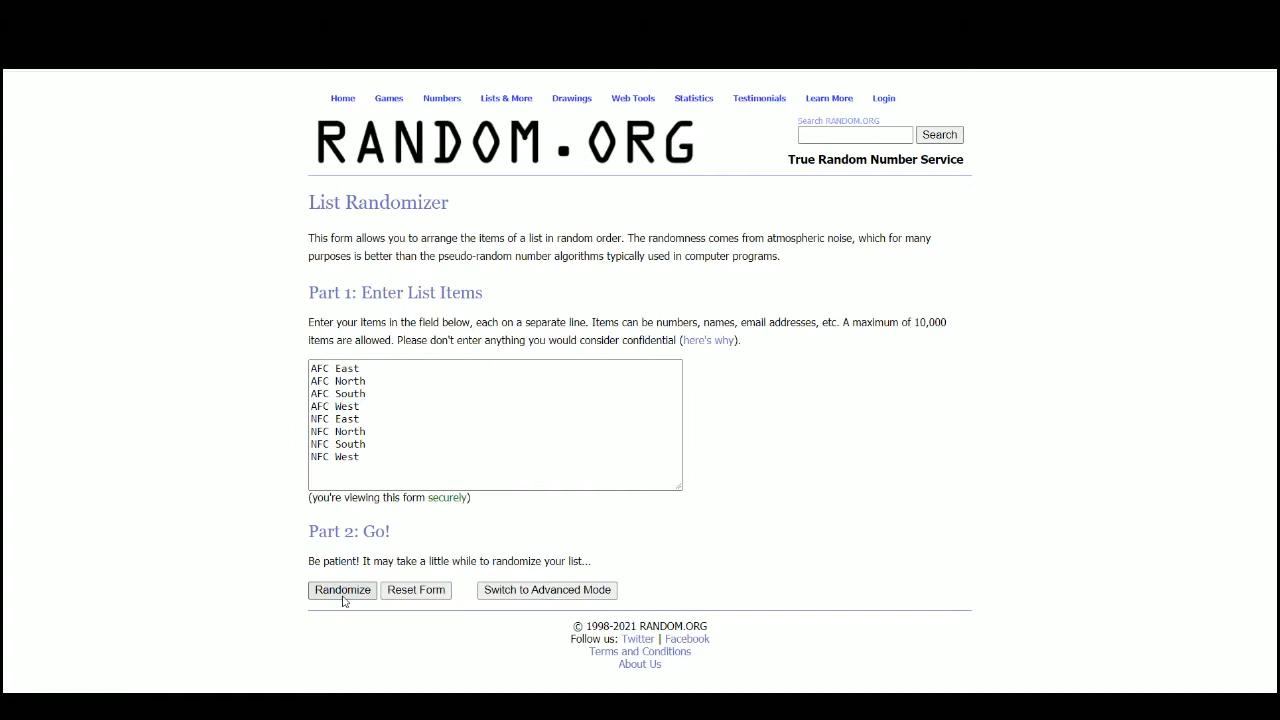 Home Games Numbers Lists & More Drawings Web Tools Statistics Testimonials Learn More Login
RANDOM.ORG
Search RANDOM.ORG
Search
True Random Number Service
List Randomizer
This form allows you to arrange the items of a list in random order. The randomness comes from atmospheric noise, which for many
purposes is better than the pseudo-random number algorithms typically used in computer programs.
Part 1: Enter List Items
Enter your items in the field below, each on a separate line. Items can be numbers, names, email addresses, etc. A maximum of 10,000
items are allowed. Please don't enter anything you would consider confidential (here's why).
AFC East
AFC North
AFC South
AFC West
NFC East
NFC North
NFC South
NFC West
(you're viewing this form securely)
Part 2: Go!
Be patient! It may take a little while to randomize your list...
Randomize Reset Form Switch to Advanced Mode
© 1998-2021 RANDOM.ORG
Follow us: Twitter | Facebook
Terms and Conditions
About Us